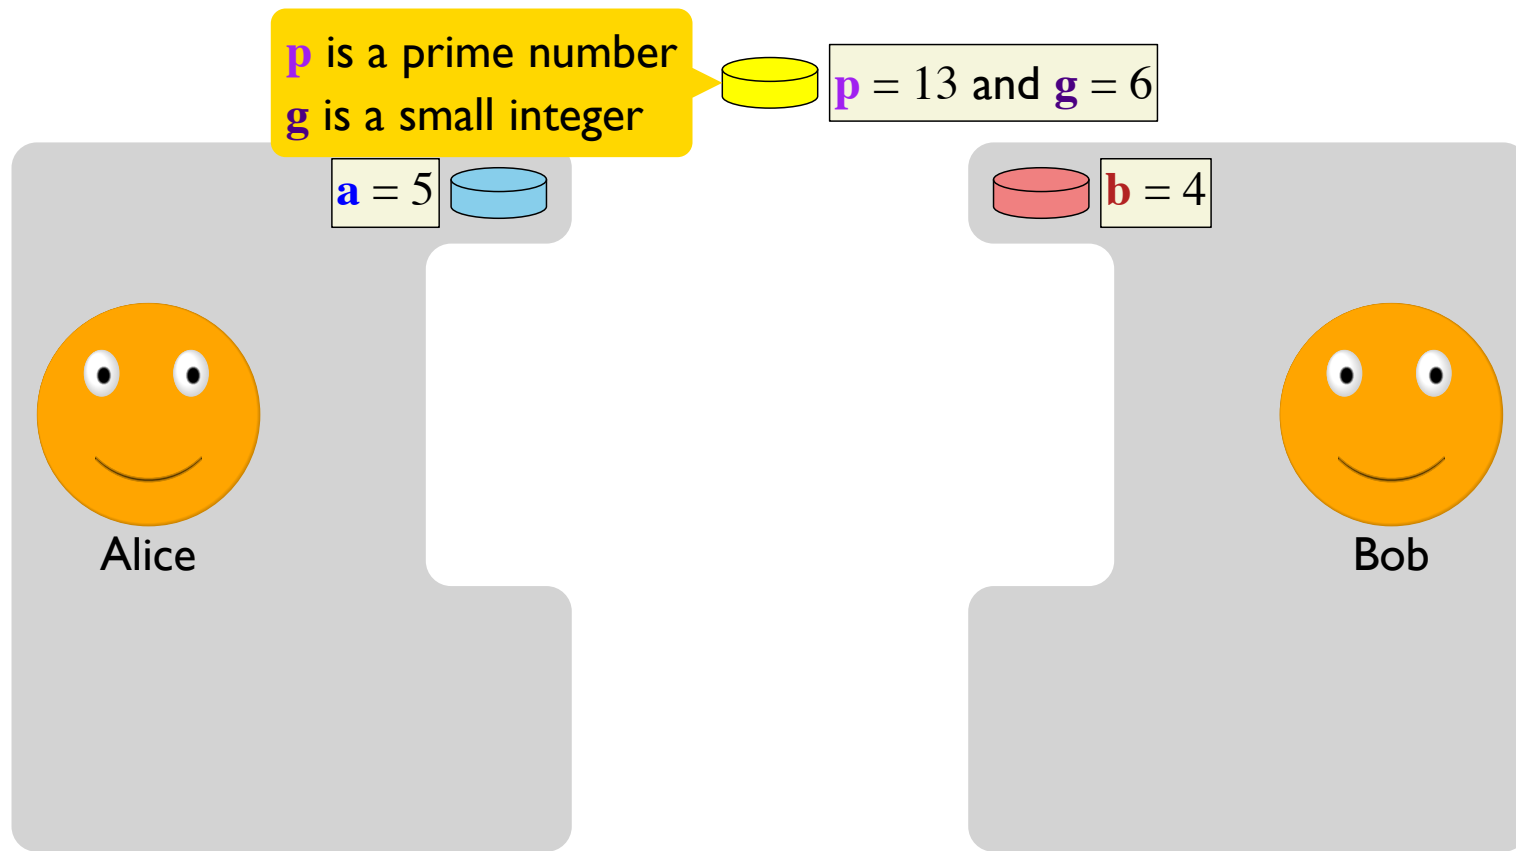 p is a prime number
g is a small integer
p = 13 and g = 6
a = 5
b = 4
Alice
Bob